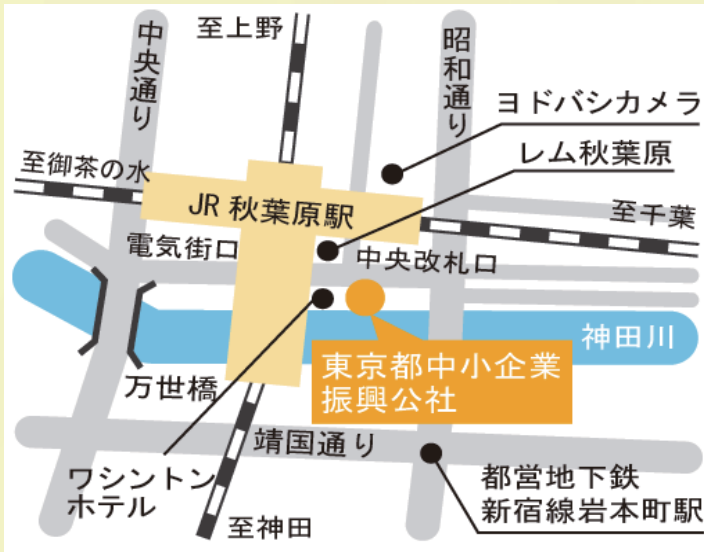 至上野
中央通り
昭和通り
ヨドバシカメラ
レム秋葉原
至御茶の水
JR 秋葉原駅
至千葉
電気街口
中央改札口
神田川
東京都中小企業
振興公社
万世橋
靖国通り
ワシントン
ホテル
都営地下鉄
新宿線岩本町駅
至神田